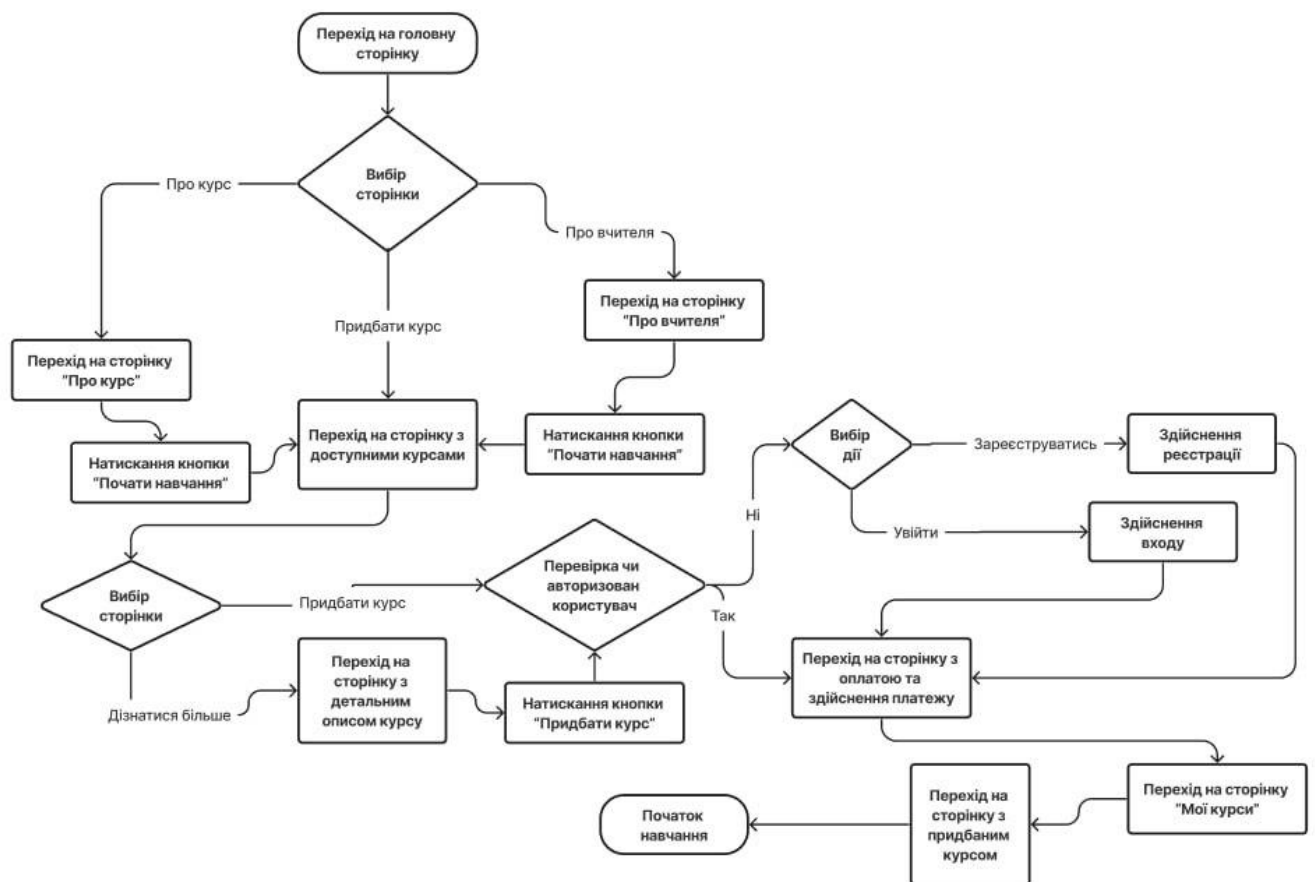 Перехід на головну
сторінку
Вибір
сторінки
Про курс
Про вчителя
Придбати курс
Перехід на сторінку
"Про вчителя"
Перехід на сторінку
"Про курс"
Натискання кнопки
"Почати навчання"
Перехід на сторінку з
доступними курсами
Натискання кнопки
"Почати навчання"
Вибір
дії
Зареєструватись
Здійснення
реєстрації
Ні
Увійти
Здійснення
входу
Вибір
сторінки
Придбати курс
Перевірка чи
авторизован
користувач
Так
Дізнатися більше
Перехід на
сторінку з
детальним
описом курсу
Натискання кнопки
"Придбати курс"
Перехід на сторінку з
оплатою та
здійснення платежу
Перехід на сторінку
"Мої курси"
Перехід на
сторінку з
придбаним
курсом
Початок
навчання